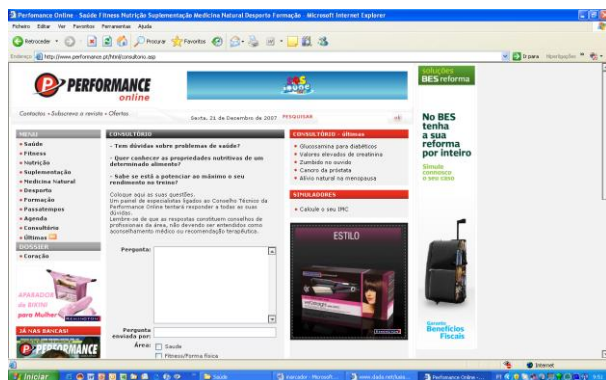 Perfomance Online - Saúde Fitness Nutrição Suplementação Medicina Natural Desporto Formação - Microsoft Internet Explorer
Ficheiro Editar Ver Favoritos Ferramentas Ajuda
Retroceder Procurar Favoritos
Endereço http://www.performance.pt/html/consultorio.asp Ir para Hiperligações
PERFORMANCE
online
Contactos • Subscreva a revista • Ofertas
Sexta, 21 de Dezembro de 2007 PESQUISAR ok
MENU
Saúde
Fitness
Nutrição
Suplementação
Medicina Natural
Desporto
Formação
Passatempos
Agenda
Consultório
Últimas
DOSSIER
Coração
APARADOR
de BIKINI
para Mulher
JÁ NAS BANCAS!
PERFORMANCE
CONSULTÓRIO
- Tem dúvidas sobre problemas de saúde?
- Quer conhecer as propriedades nutritivas de um
determinado alimento?
- Sabe se está a potenciar ao máximo o seu
rendimento no treino?
Coloque aqui as suas questões.
Um painel de especialistas ligados ao Conselho Técnico da
Performance Online tentará responder a todas as suas
dúvidas.
Lembre-se de que as respostas constituem conselhos de
profissionais da área, não devendo ser entendidos como
aconselhamento médico ou recomendação terapêutica.
Pergunta:
Pergunta
enviada por:
Área: Saude
Fitness/Forma física
CONSULTÓRIO - últimas
Glucosamina para diabéticos
Valores elevados de creatinina
Zumbido no ouvido
Cancro da próstata
Alívio natural na menopausa
SIMULADORES
Calcule o seu IMC
ESTILO
soluções
BES reforma
No BES
tenha
a sua
reforma
por inteiro
Simule
connosco
o seu caso
Garanta
Benefícios
Fiscais
Internet
Iniciar